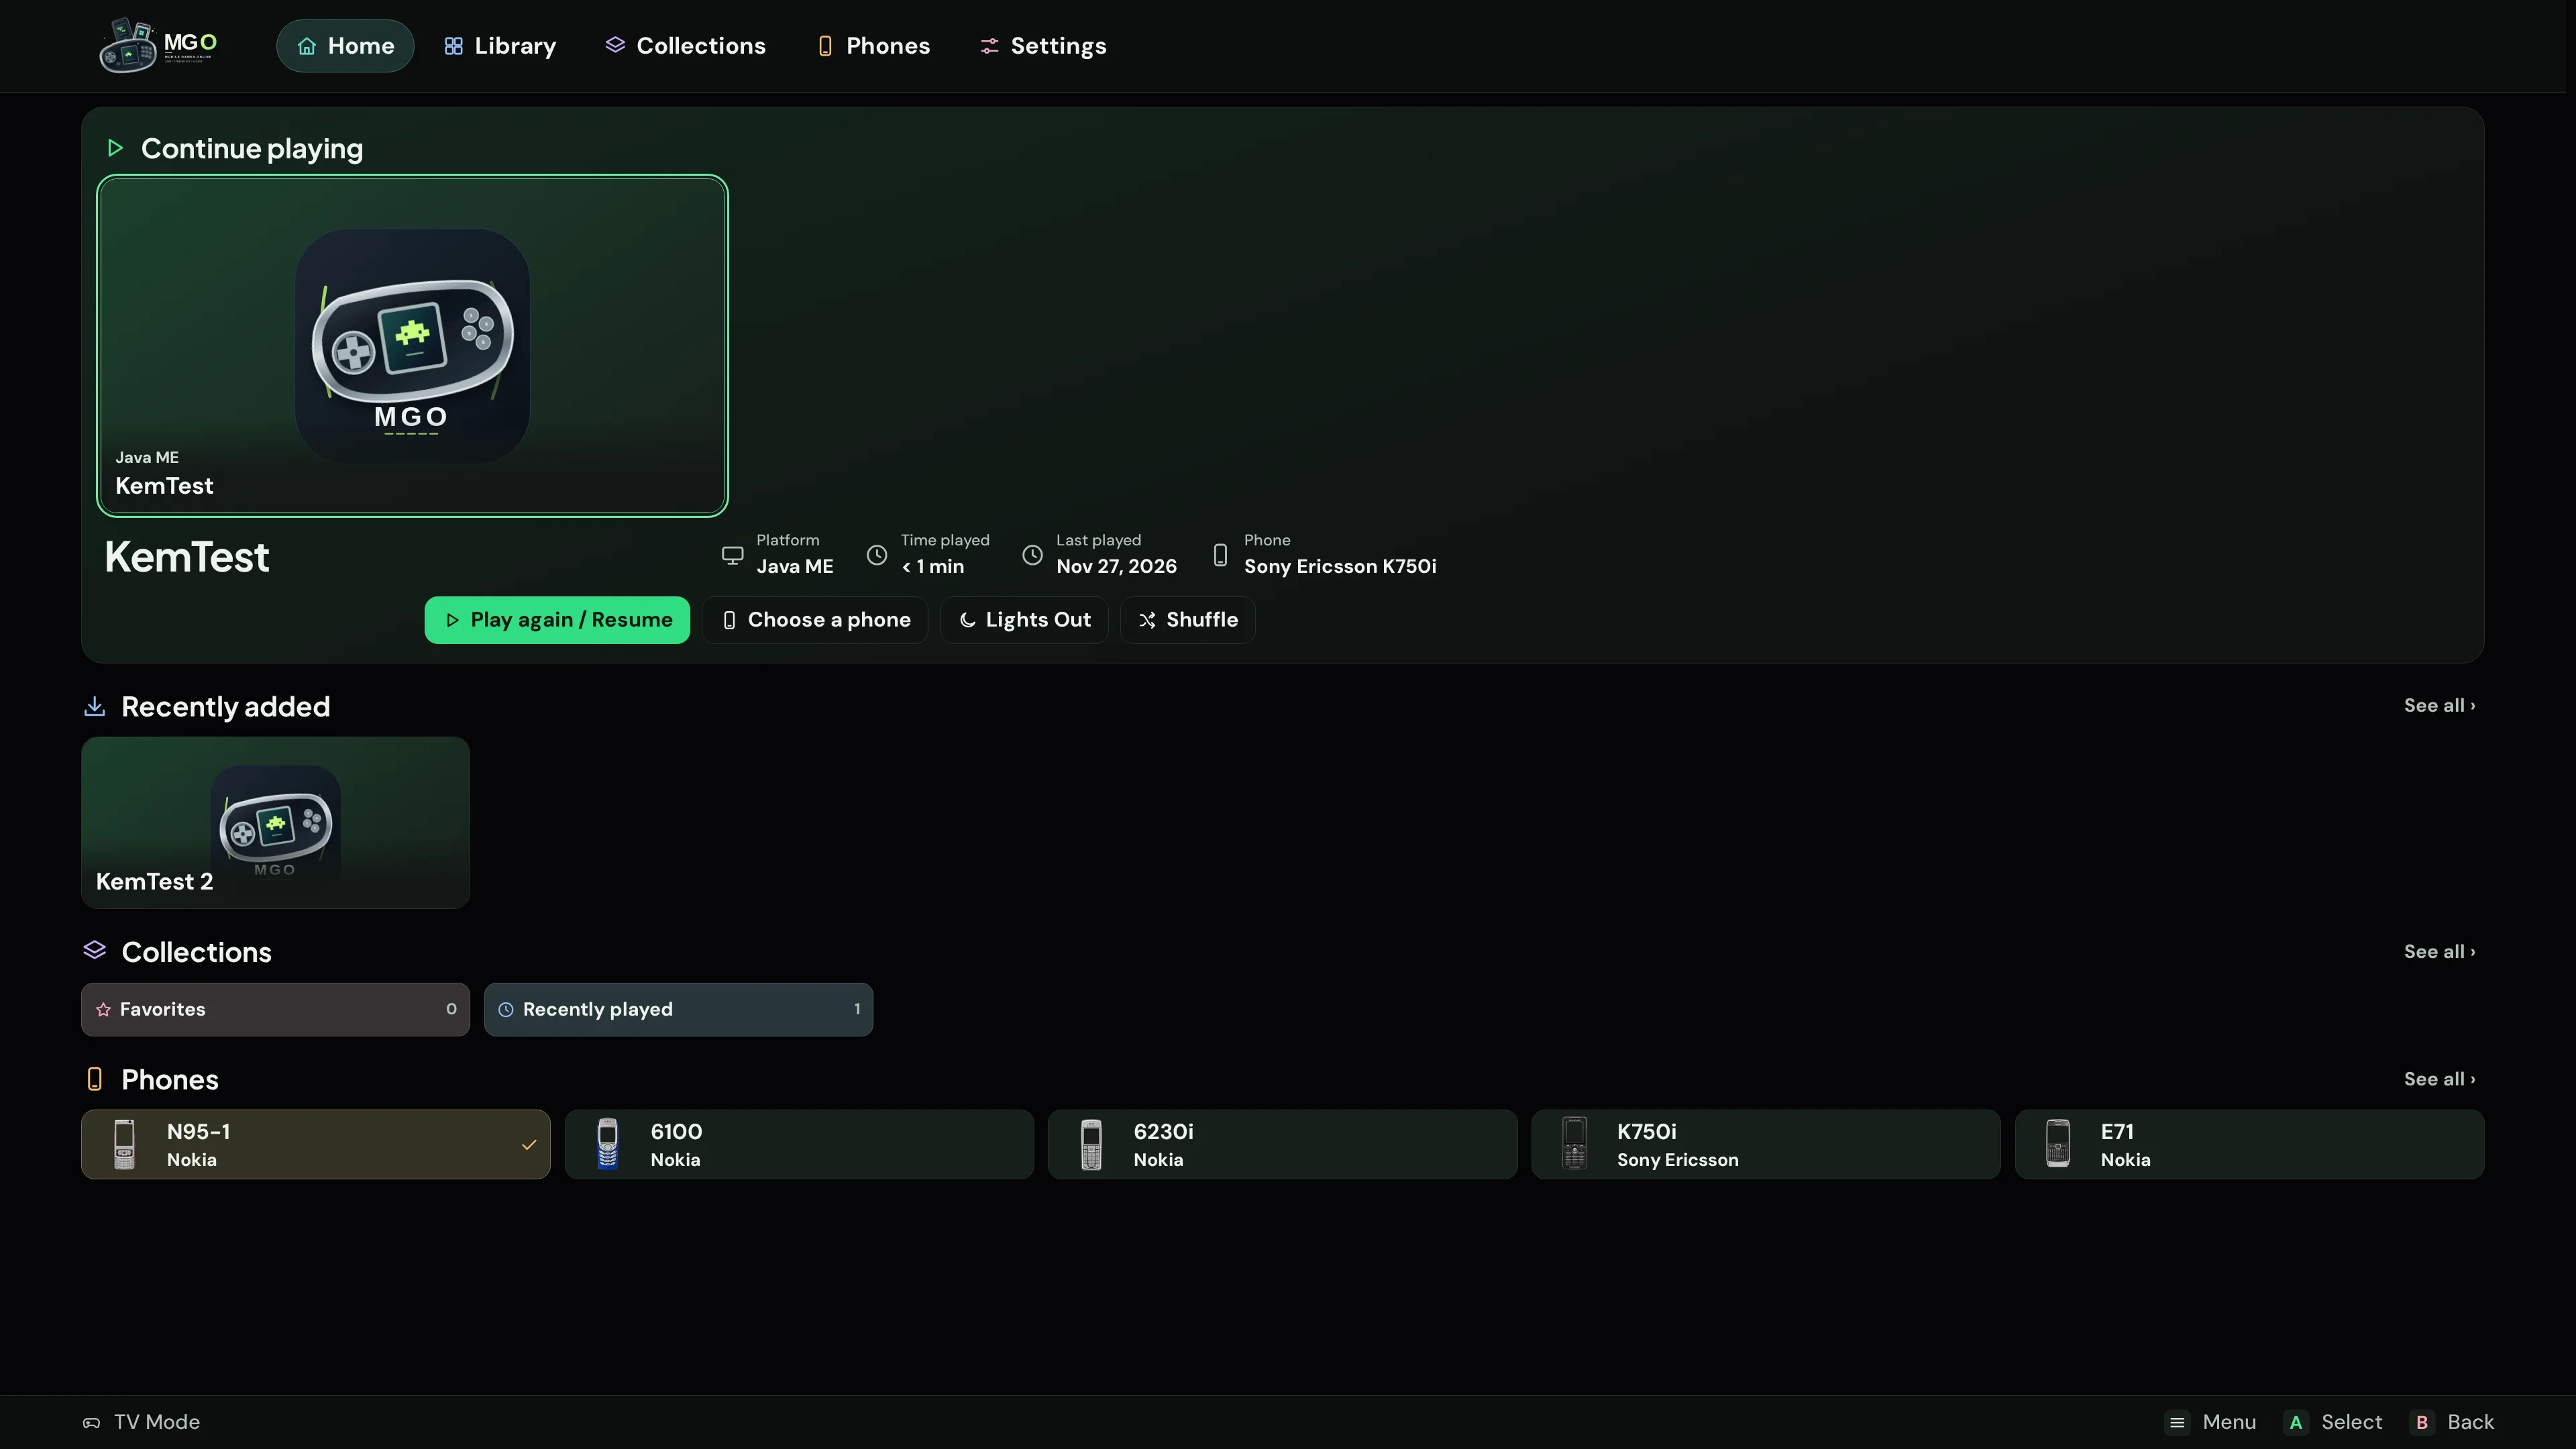 MGO
Home
Library
Collections
Phones
Settings
Continue playing
MGO
Java ME
KemTest
KemTest
Platform
Java ME
Time played
< 1 min
Last played
Nov 27, 2026
Phone
Sony Ericsson K750i
Play again / Resume
Choose a phone
Lights Out
Shuffle
Recently added
See all ›
MGO
KemTest 2
Collections
See all ›
Favorites
0
Recently played
1
Phones
See all ›
N95-1
Nokia
6100
Nokia
6230i
Nokia
K750i
Sony Ericsson
E71
Nokia
TV Mode
Menu
A Select
B Back